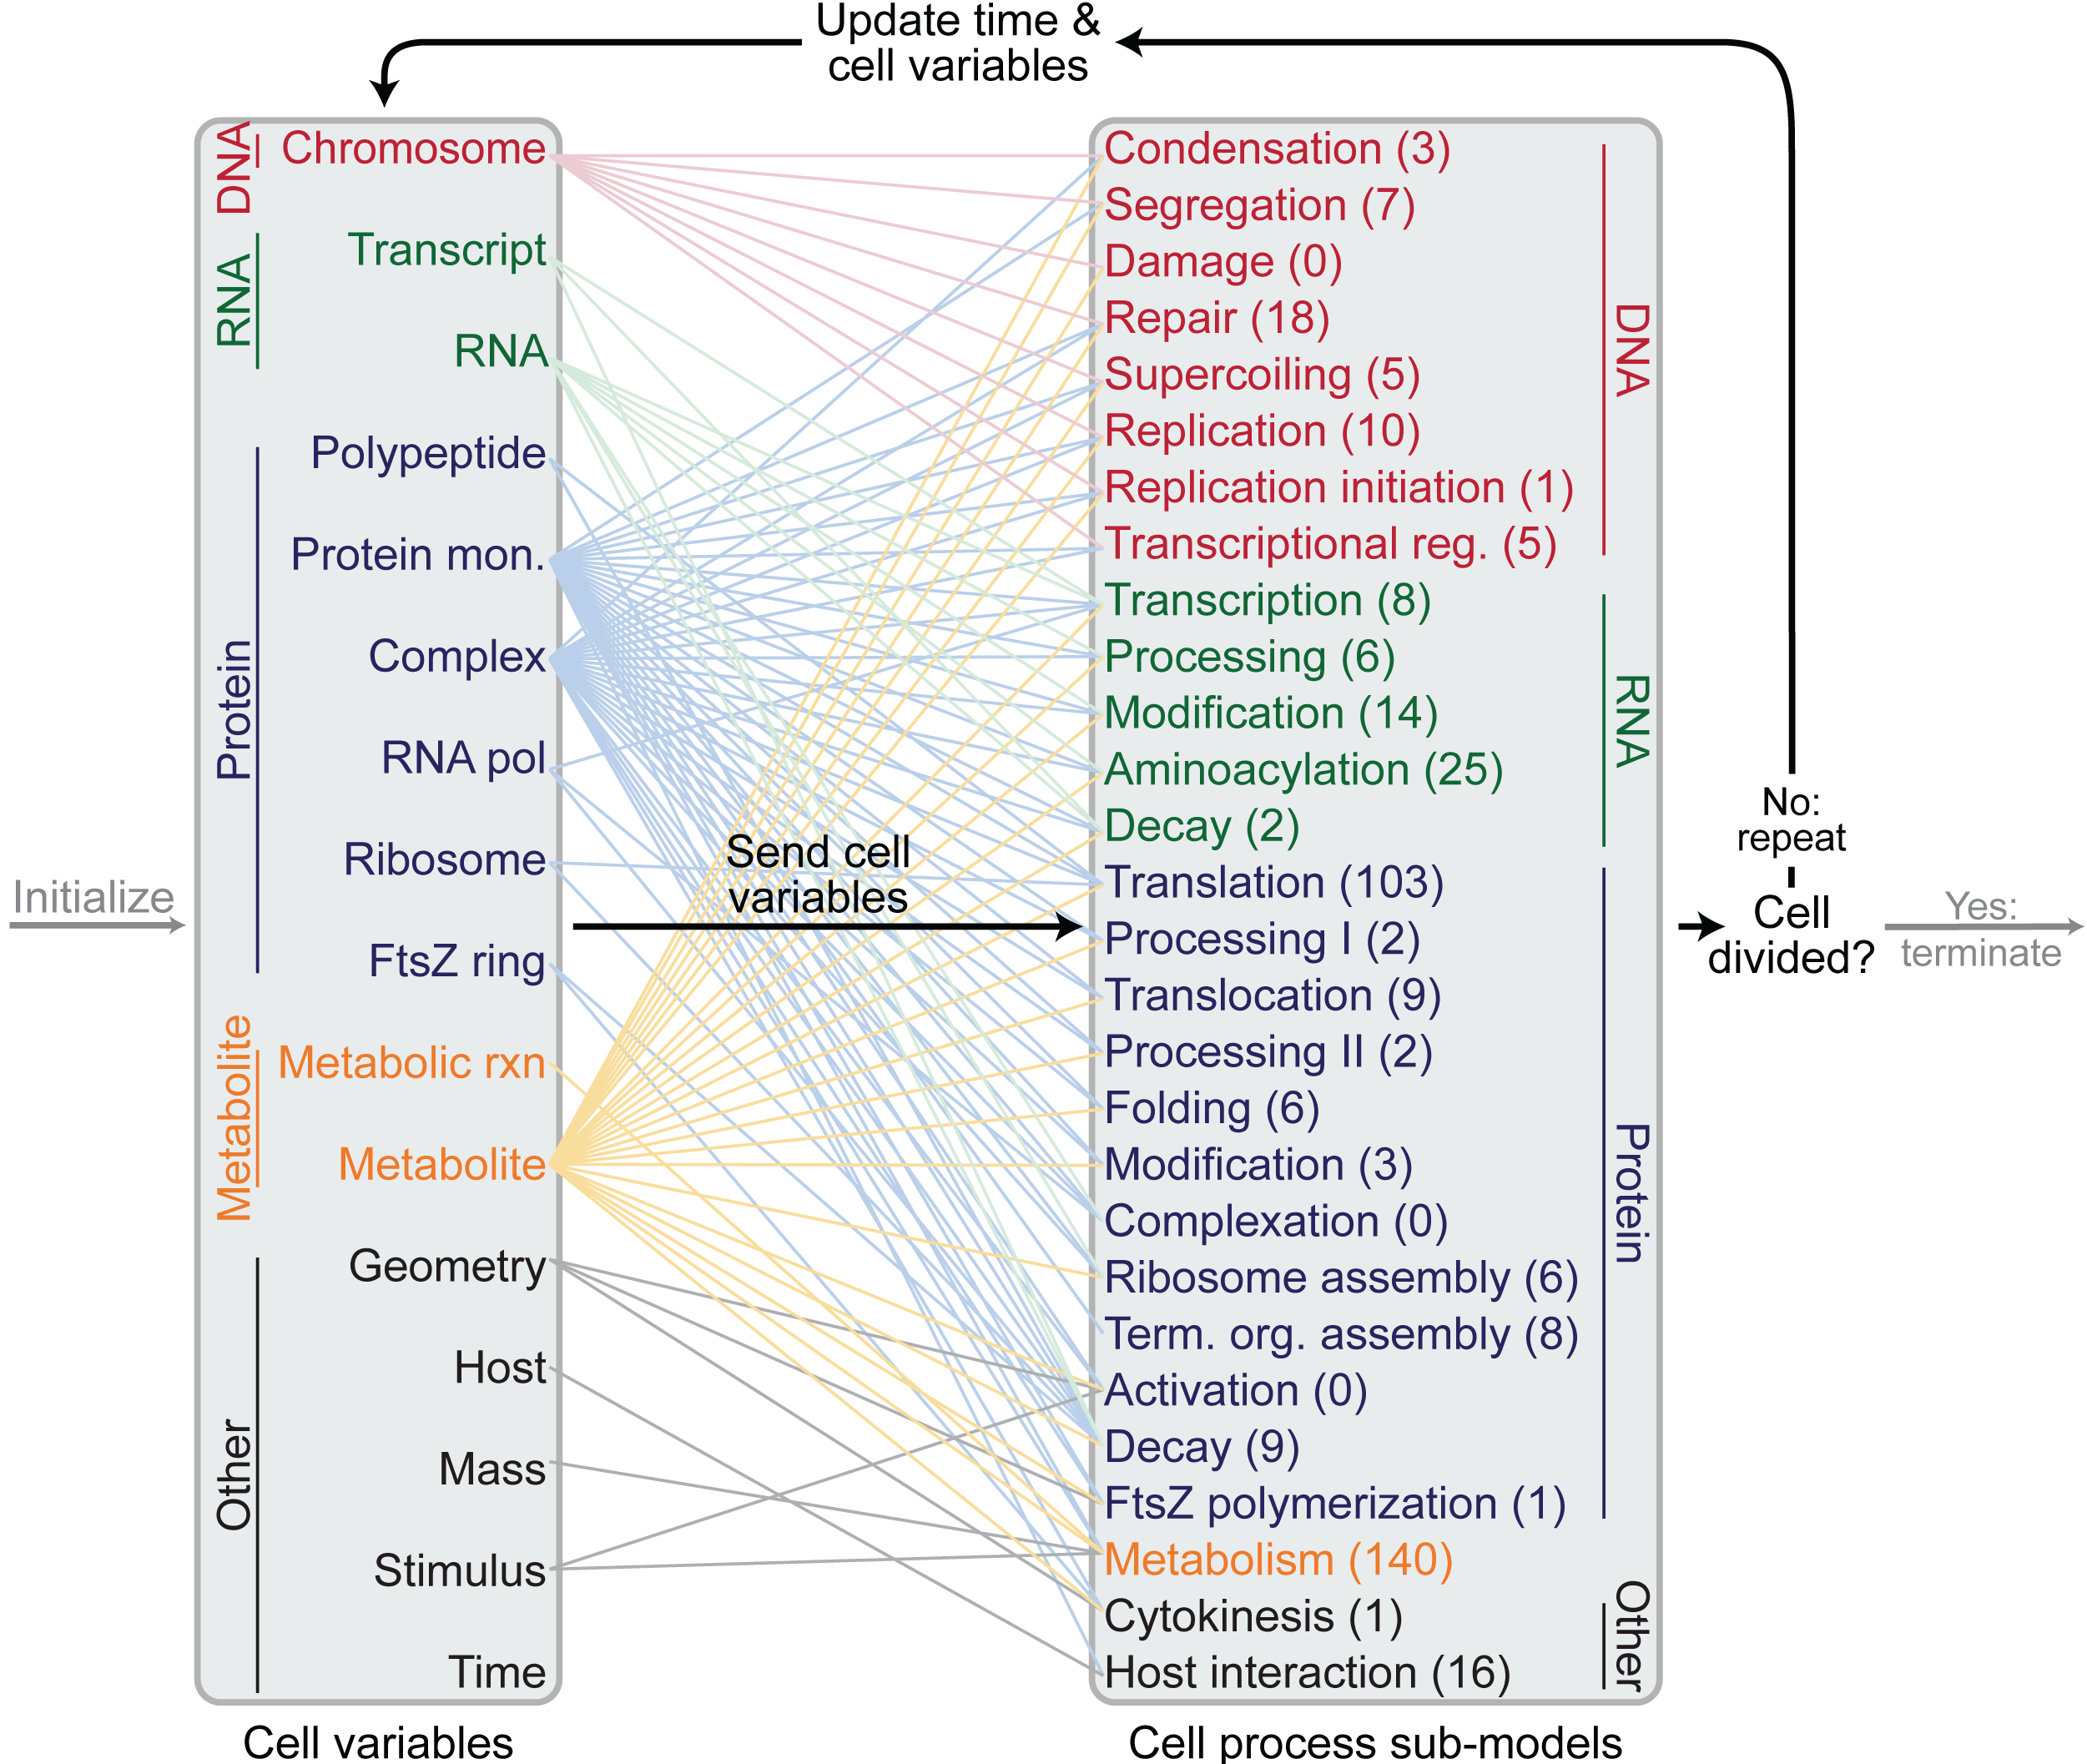 Update time &
cell variables
DNA
Chromosome
RNA
Transcript
RNA
Protein
Polypeptide
Protein mon.
Complex
RNA pol
Ribosome
FtsZ ring
Metabolite
Metabolic rxn
Metabolite
Other
Geometry
Host
Mass
Stimulus
Time
Cell variables
Initialize
Send cell
variables
Condensation (3)
Segregation (7)
Damage (0)
Repair (18)
Supercoiling (5)
Replication (10)
Replication initiation (1)
Transcriptional reg. (5)
DNA
Transcription (8)
Processing (6)
Modification (14)
Aminoacylation (25)
Decay (2)
RNA
Translation (103)
Processing I (2)
Translocation (9)
Processing II (2)
Folding (6)
Modification (3)
Complexation (0)
Ribosome assembly (6)
Term. org. assembly (8)
Activation (0)
Decay (9)
FtsZ polymerization (1)
Protein
Metabolism (140)
Cytokinesis (1)
Host interaction (16)
Other
Cell process sub-models
No:
repeat
Cell
divided?
Yes:
terminate